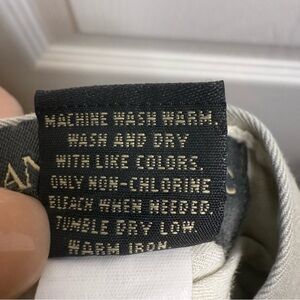 MACHINE WASH WARM.
WASH AND DRY
WITH LIKE COLORS.
ONLY NON-CHLORINE
BLEACH WHEN NEEDED.
TUMBLE DRY LOW.
WARM IRON.